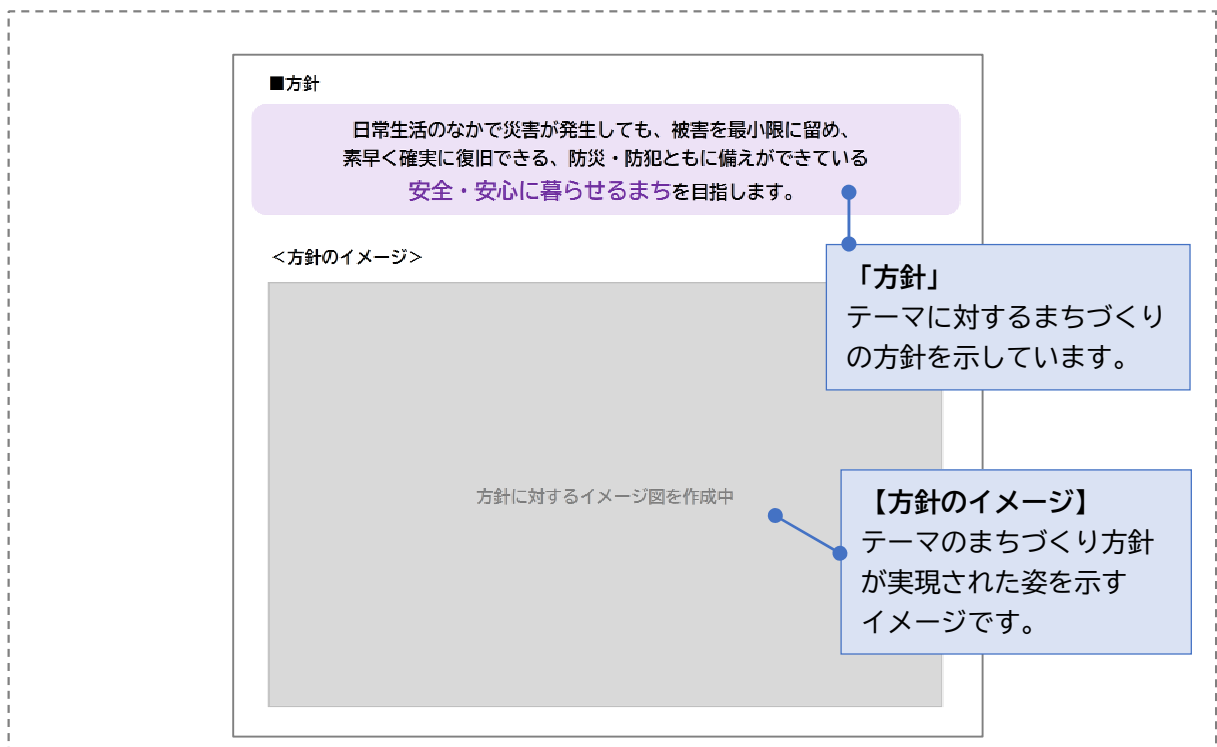 ■方針
日常生活のなかで災害が発生しても、被害を最小限に留め、
素早く確実に復旧できる、防災・防犯ともに備えができている
安全・安心に暮らせるまちを目指します。
＜方針のイメージ＞
「方針」
テーマに対するまちづくり
の方針を示しています。
方針に対するイメージ図を作成中
【方針のイメージ】
テーマのまちづくり方針
が実現された姿を示す
イメージです。